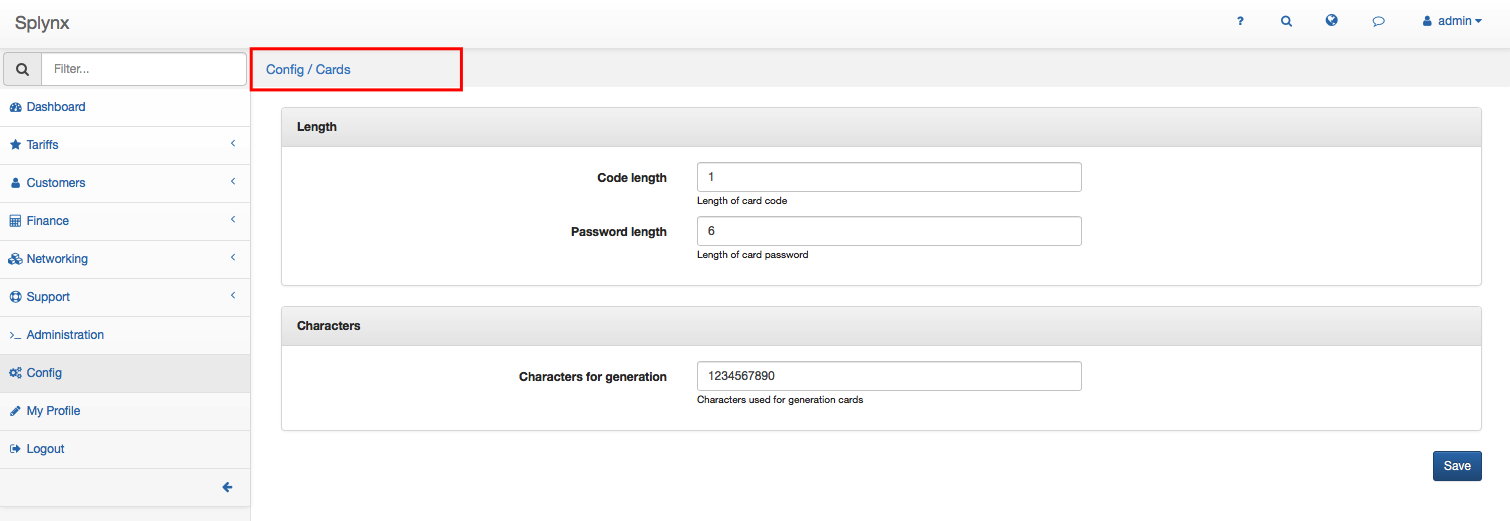 Splynx
? admin
Filter...
Config / Cards
Dashboard
Tariffs
Customers
Finance
Networking
Support
Administration
Config
My Profile
Logout
Length
Code length 1
Length of card code
Password length 6
Length of card password
Characters
Characters for generation 1234567890
Characters used for generation cards
Save